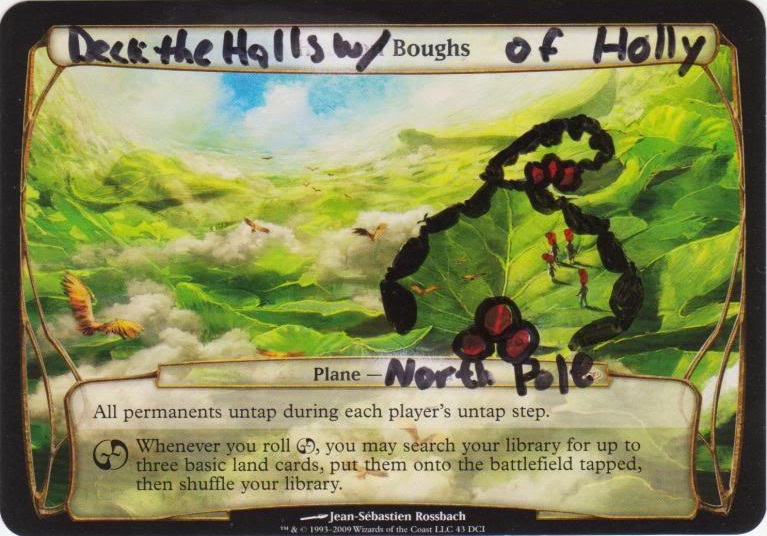 Deck the Halls w/ Boughs of Holly
Plane — North Pole
All permanents untap during each player's untap step.
Whenever you roll , you may search your library for up to
three basic land cards, put them onto the battlefield tapped,
then shuffle your library.
Jean-Sébastien Rossbach
™ & © 1993–2009 Wizards of the Coast LLC 43 DCI